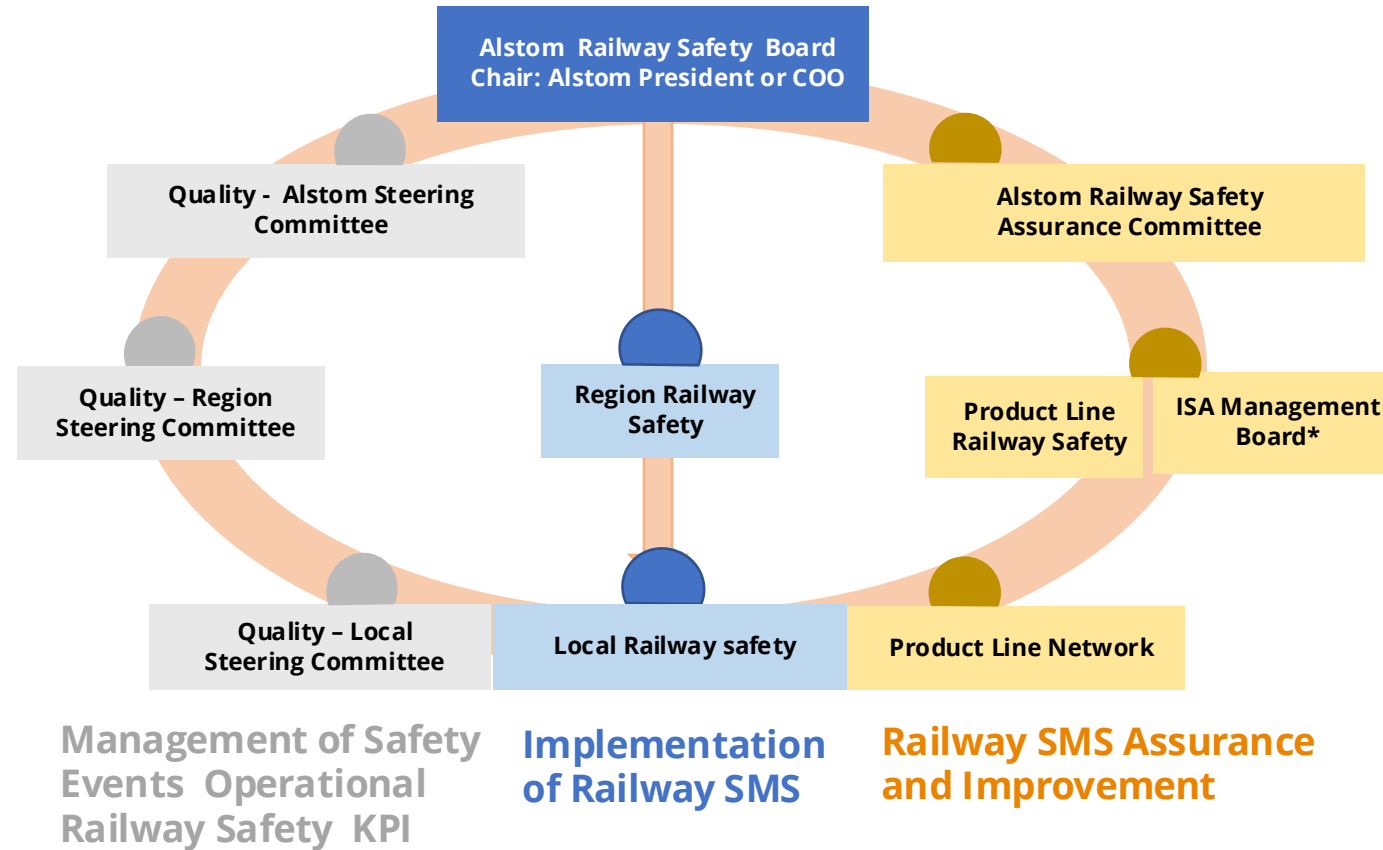 Alstom Railway Safety Board
Chair: Alstom President or COO
Quality - Alstom Steering
Committee
Alstom Railway Safety
Assurance Committee
Quality – Region
Steering Committee
Region Railway
Safety
Product Line
Railway Safety
ISA Management
Board*
Quality – Local
Steering Committee
Local Railway safety
Product Line Network
Management of Safety
Events Operational
Railway Safety KPI
Implementation
of Railway SMS
Railway SMS Assurance
and Improvement